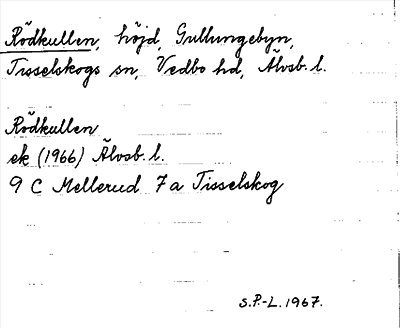 Rödkullen, höjd, Gullungebyn,
Tisselskogs sn, Vedbo hd, Älvsb. l.
Rödkullen
ek (1966) Älvsb. l.
9 C Mellerud 7 a Tisselskog
S.P.-L. 1967.